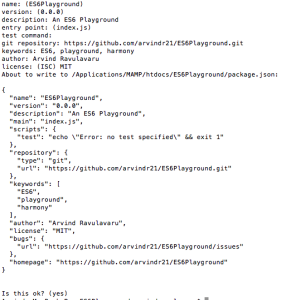 name: (ES6Playground)
version: (0.0.0)
description: An ES6 Playground
entry point: (index.js)
test command:
git repository: https://github.com/arvindr21/ES6Playground.git
keywords: ES6, playground, harmony
author: Arvind Ravulavaru
license: (ISC) MIT
About to write to /Applications/MAMP/htdocs/ES6Playground/package.json:
{
"name": "ES6Playground",
"version": "0.0.0",
"description": "An ES6 Playground",
"main": "index.js",
"scripts": {
"test": "echo \"Error: no test specified\" && exit 1"
},
"repository": {
"type": "git",
"url": "https://github.com/arvindr21/ES6Playground.git"
},
"keywords": [
"ES6",
"playground",
"harmony"
],
"author": "Arvind Ravulavaru",
"license": "MIT",
"bugs": {
"url": "https://github.com/arvindr21/ES6Playground/issues"
},
"homepage": "https://github.com/arvindr21/ES6Playground"
}
Is this ok? (yes)